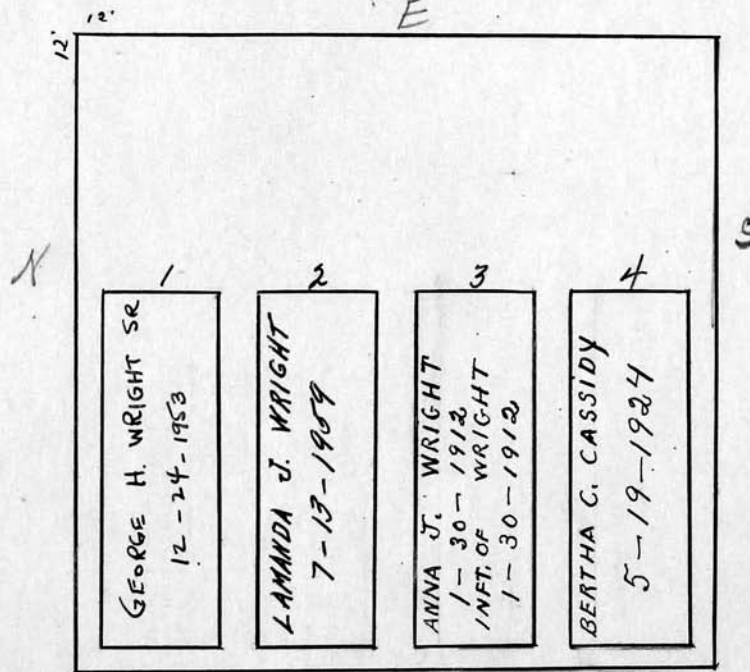 E
12'
12'
N
S
1
GEORGE H. WRIGHT SR
12-24-1953
2
LAMANDA J. WRIGHT
7-13-1959
3
ANNA J. WRIGHT
1-30-1912
INFT. OF WRIGHT
1-30-1912
4
BERTHA C. CASSIDY
5-19-1924